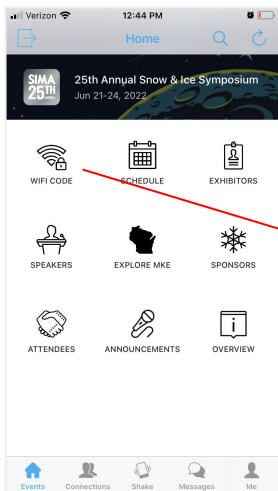 Verizon 12:44 PM
Home
SIMA
25TH
25th Annual Snow & Ice Symposium
Jun 21-24, 2022
WIFI CODE SCHEDULE EXHIBITORS
SPEAKERS EXPLORE MKE SPONSORS
ATTENDEES ANNOUNCEMENTS OVERVIEW
Events Connections Shake Messages Me